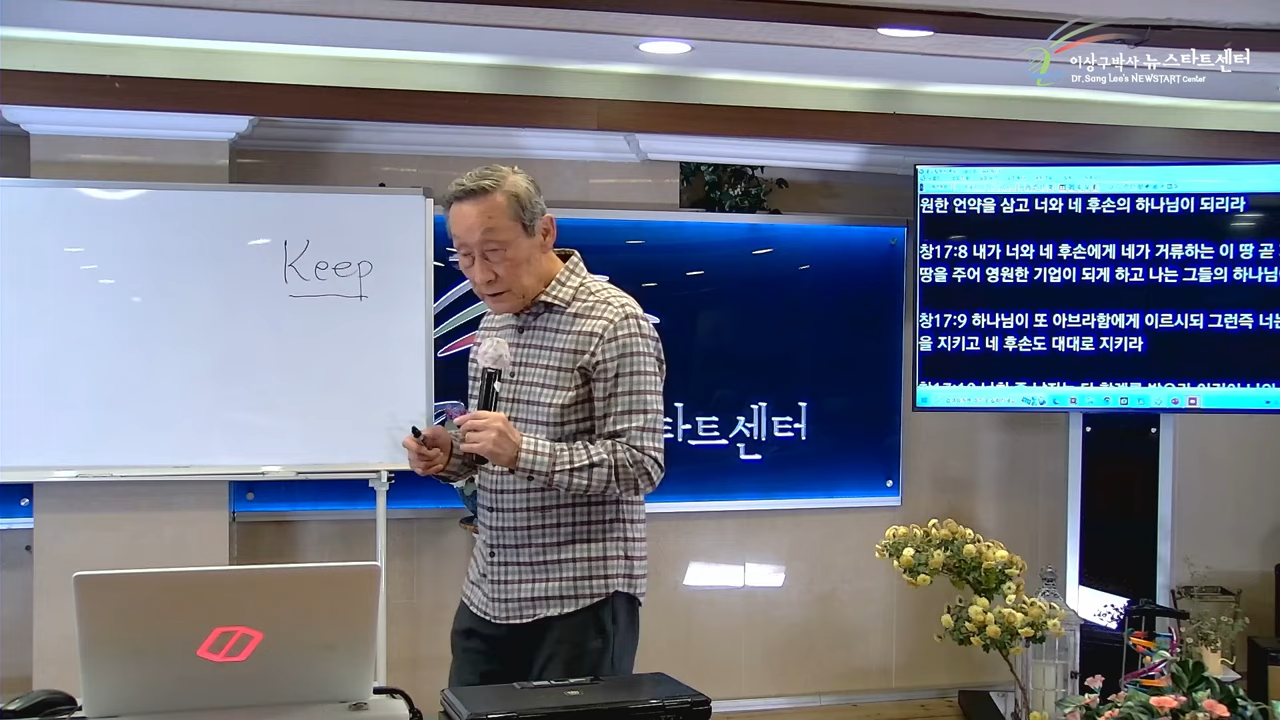 이상구박사 뉴스타트센터
Dr. Sang Lee's NEWSTART Center
Keep
원한 언약을 삼고 너와 네 후손의 하나님이 되리라
창17:8 내가 너와 네 후손에게 네가 거류하는 이 땅 곧
땅을 주어 영원한 기업이 되게 하고 나는 그들의 하나님
창17:9 하나님이 또 아브라함에게 이르시되 그런즉 너는
을 지키고 네 후손도 대대로 지키라
타트센터